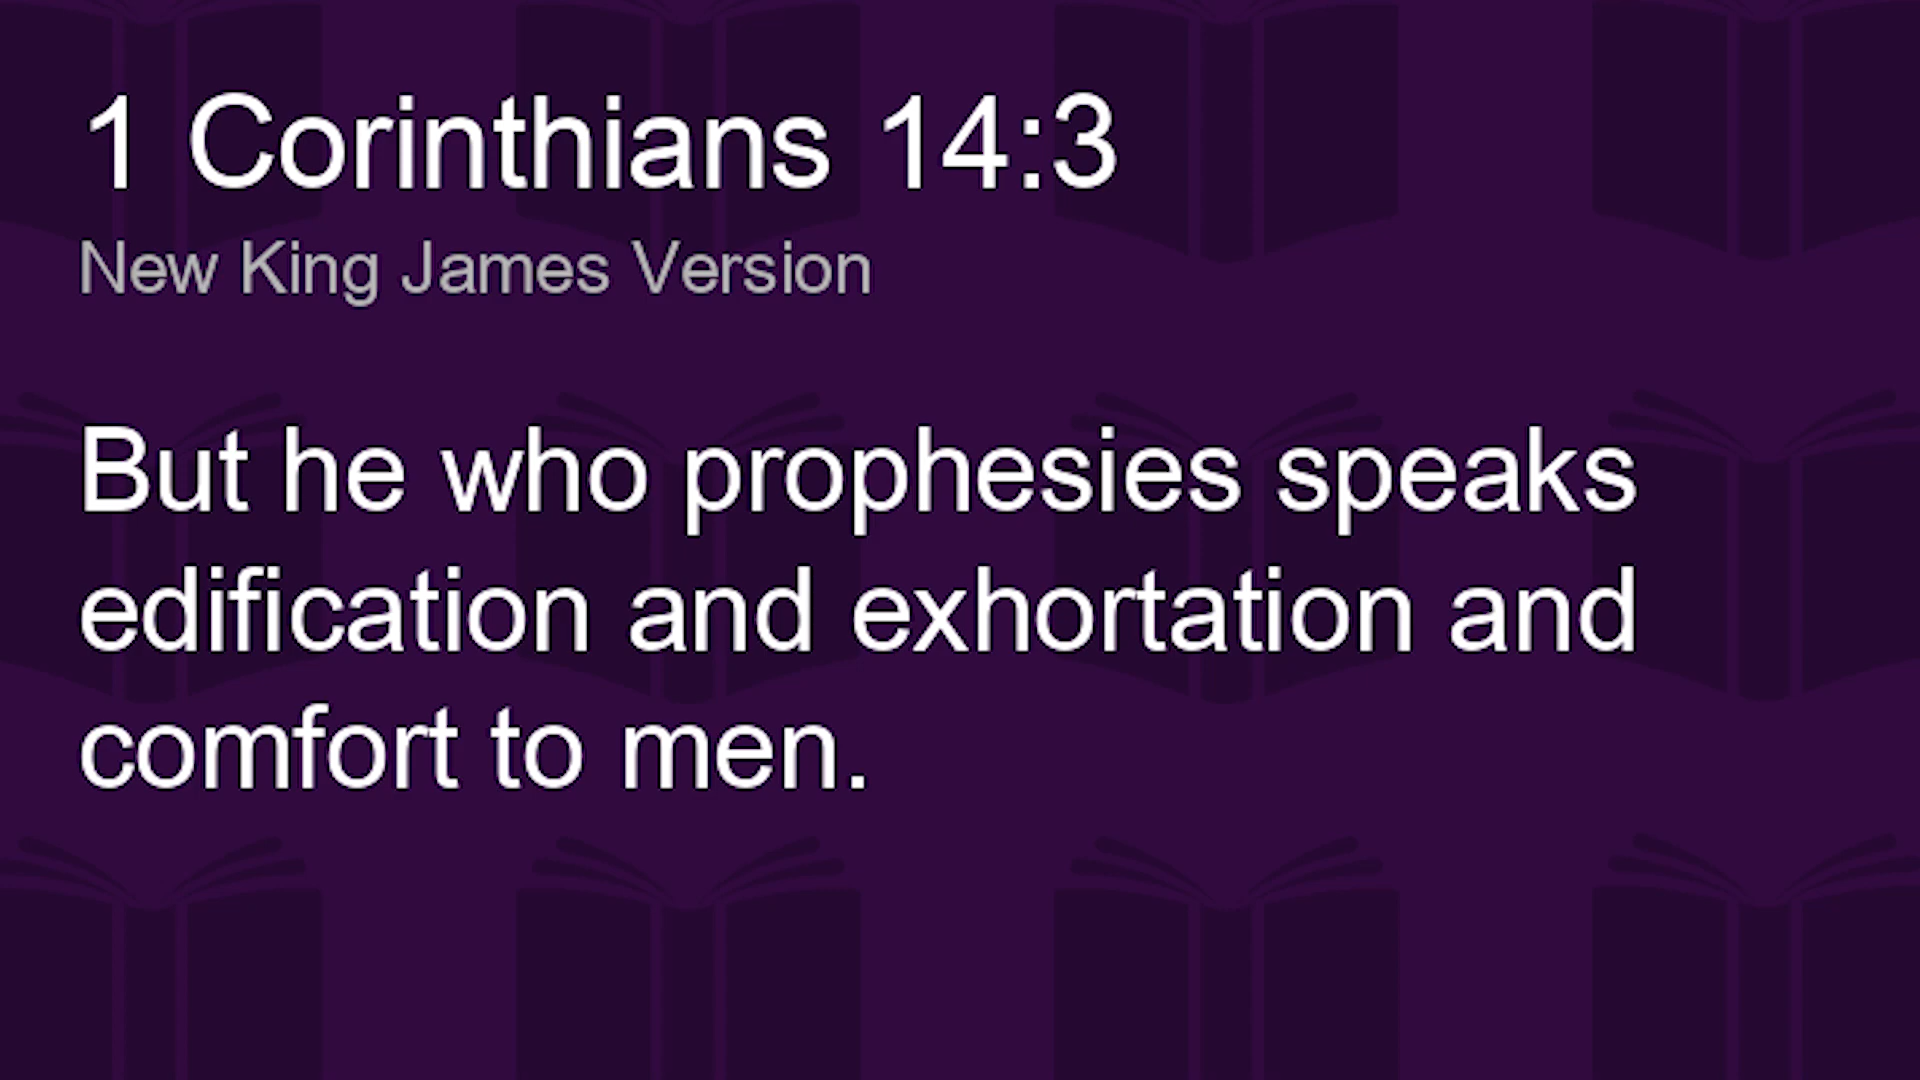 1 Corinthians 14:3
New King James Version
But he who prophesies speaks
edification and exhortation and
comfort to men.